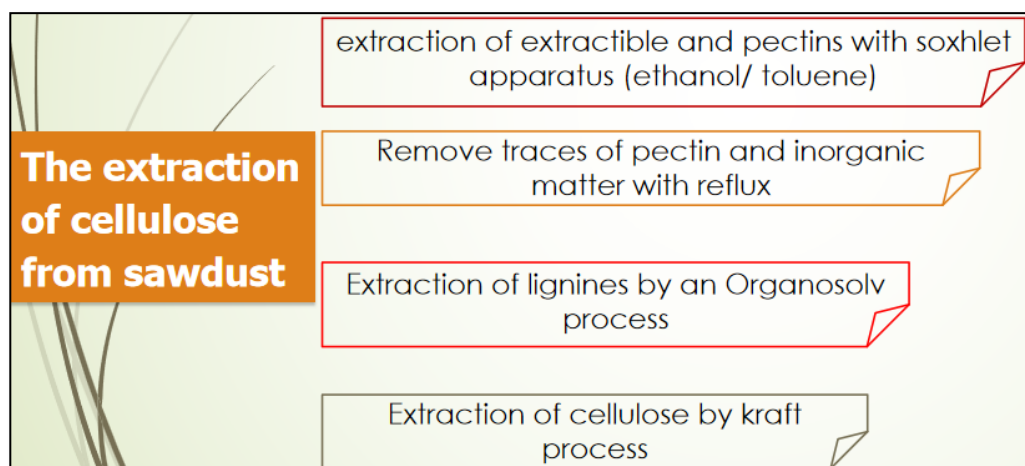 The extraction
of cellulose
from sawdust
extraction of extractible and pectins with soxhlet
apparatus (ethanol/ toluene)
Remove traces of pectin and inorganic
matter with reflux
Extraction of lignines by an Organosolv
process
Extraction of cellulose by kraft
process